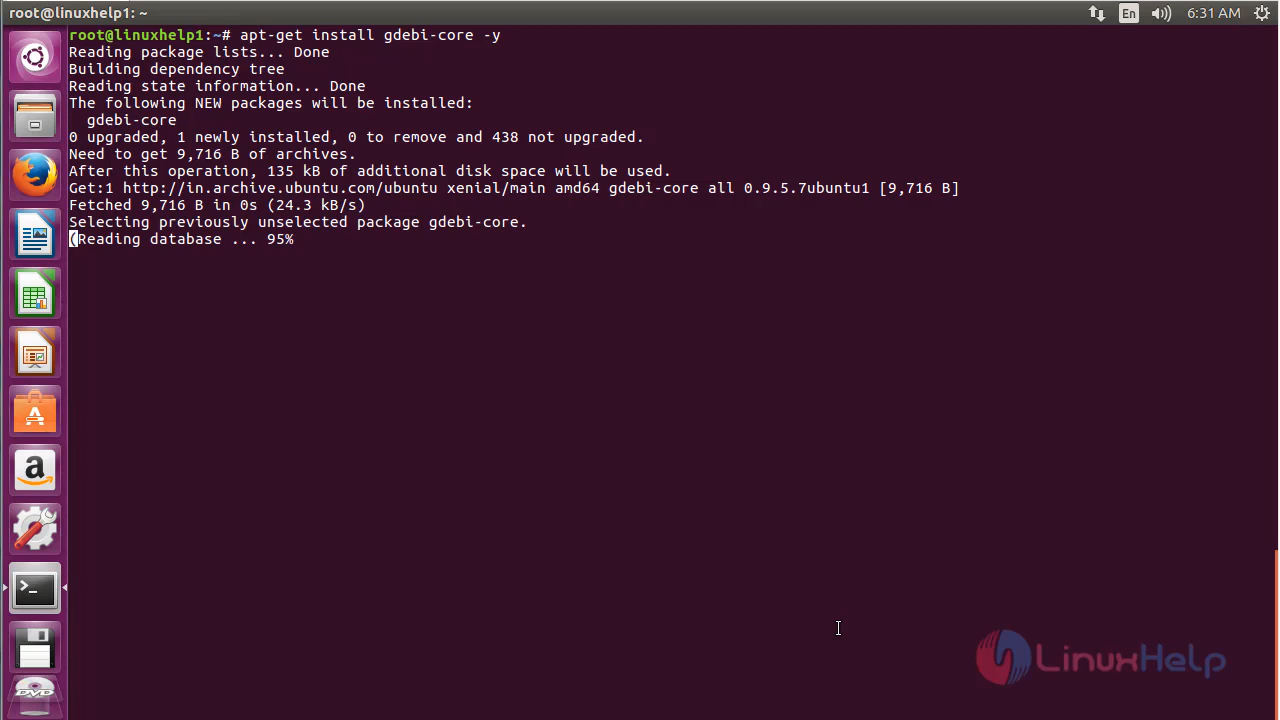 root@linuxhelp1: ~
En
6:31 AM
root@linuxhelp1:~# apt-get install gdebi-core -y
Reading package lists... Done
Building dependency tree
Reading state information... Done
The following NEW packages will be installed:
  gdebi-core
0 upgraded, 1 newly installed, 0 to remove and 438 not upgraded.
Need to get 9,716 B of archives.
After this operation, 135 kB of additional disk space will be used.
Get:1 http://in.archive.ubuntu.com/ubuntu xenial/main amd64 gdebi-core all 0.9.5.7ubuntu1 [9,716 B]
Fetched 9,716 B in 0s (24.3 kB/s)
Selecting previously unselected package gdebi-core.
(Reading database ... 95%
LinuxHelp
DVD